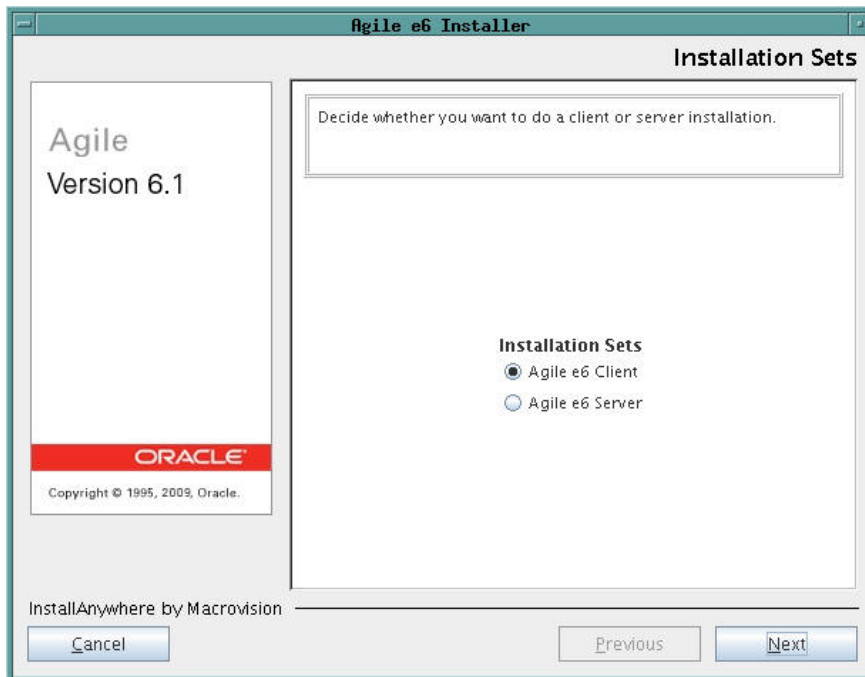 Agile e6 Installer
Installation Sets
Agile
Version 6.1
ORACLE
Copyright © 1995, 2009, Oracle.
Decide whether you want to do a client or server installation.
Installation Sets
Agile e6 Client
Agile e6 Server
InstallAnywhere by Macrovision
Cancel
Previous
Next